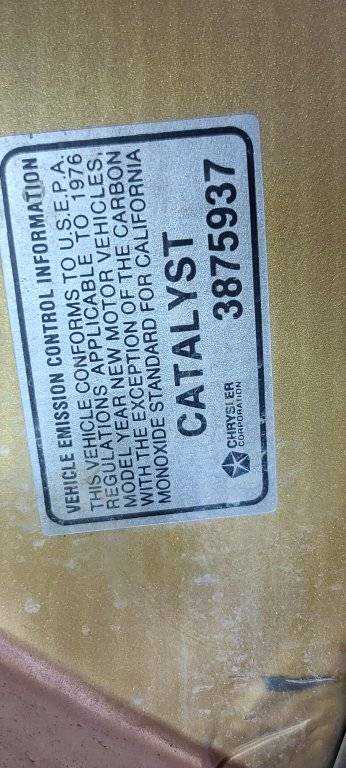 VEHICLE EMISSION CONTROL INFORMATION
THIS VEHICLE CONFORMS TO U.S.E.P.A.
REGULATIONS APPLICABLE TO 1976
MODEL YEAR NEW MOTOR VEHICLES,
WITH THE EXCEPTION OF THE CARBON
MONOXIDE STANDARD FOR CALIFORNIA
CATALYST
CHRYSLER
CORPORATION
3875937